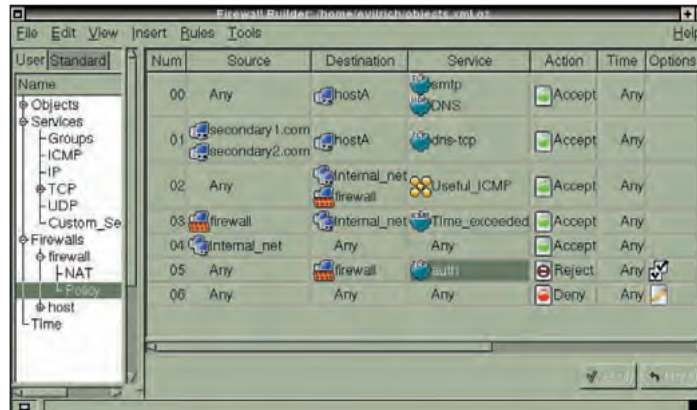 Firewall Builder: /home/evilrich/objects.xml.gz
File Edit View Insert Rules Tools Help
User Standard
Name
Objects
Services
Groups
ICMP
IP
TCP
UDP
Custom_Se
Firewalls
firewall
NAT
Policy
host
Time
Num Source Destination Service Action Time Options
00 Any hostA smtp DNS Accept Any
01 secondary1.com secondary2.com hostA dns-tcp Accept Any
02 Any Internal_net firewall Useful_ICMP Accept Any
03 firewall Internal_net Time_exceeded Accept Any
04 Internal_net Any Any Accept Any
05 Any firewall auth Reject Any
06 Any Any Any Deny Any